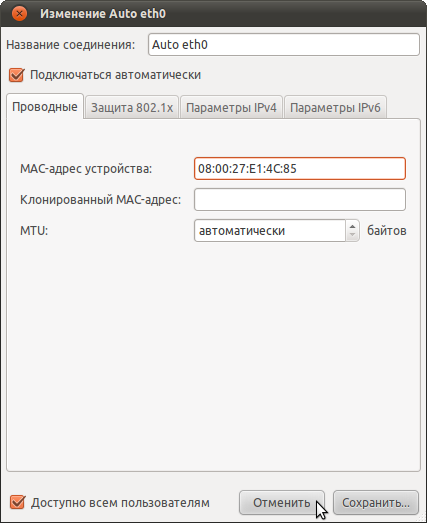 Изменение Auto eth0
Название соединения: Auto eth0
Подключаться автоматически
Проводные Защита 802.1x Параметры IPv4 Параметры IPv6
MAC-адрес устройства: 08:00:27:E1:4C:85
Клонированный MAC-адрес:
MTU: автоматически байтов
Доступно всем пользователям Отменить Сохранить...